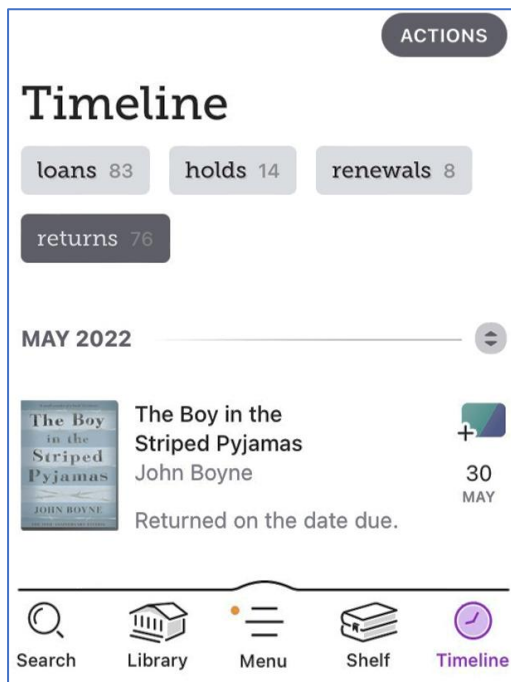 ACTIONS
Timeline
loans 83 holds 14 renewals 8
returns 76
MAY 2022
The Boy
in the
Striped
Pyjamas
JOHN BOYNE
The Boy in the
Striped Pyjamas
John Boyne
Returned on the date due.
30
MAY
Search Library Menu Shelf Timeline